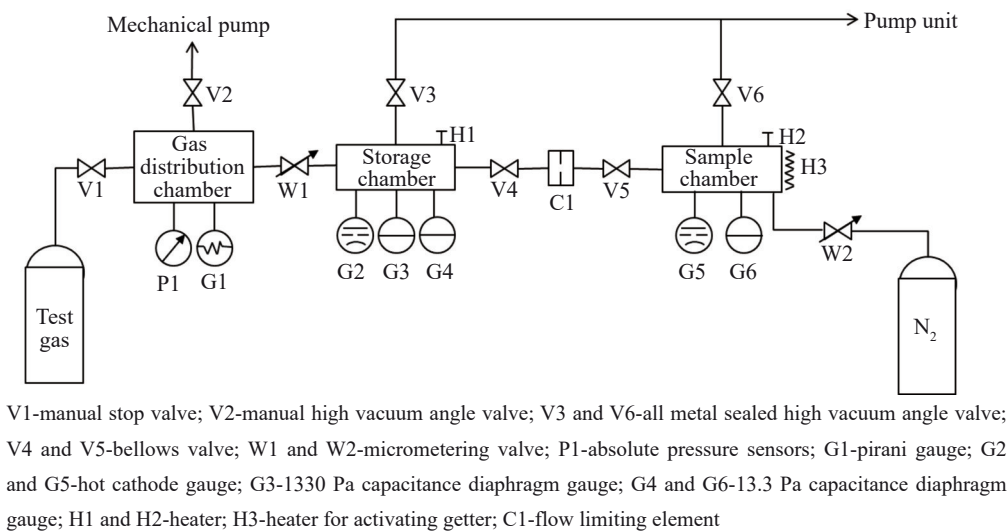 Mechanical pump
Pump unit
V2
V3
V6
Gas
distribution
chamber
H1
H2
Storage
chamber
Sample
chamber
H3
V1
W1
V4
C1
V5
W2
P1
G1
G2
G3
G4
G5
G6
Test
gas
N₂
V1-manual stop valve; V2-manual high vacuum angle valve; V3 and V6-all metal sealed high vacuum angle valve;
V4 and V5-bellows valve; W1 and W2-micrometering valve; P1-absolute pressure sensors; G1-pirani gauge; G2
and G5-hot cathode gauge; G3-1330 Pa capacitance diaphragm gauge; G4 and G6-13.3 Pa capacitance diaphragm
gauge; H1 and H2-heater; H3-heater for activating getter; C1-flow limiting element